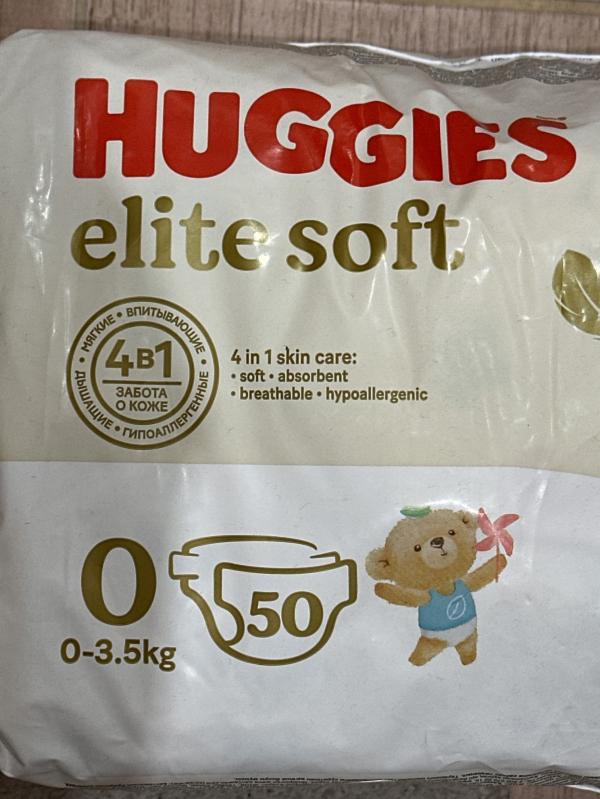 HUGGIES
elite soft
МЯГКИЕ • ВПИТЫВАЮЩИЕ •
ДЫШАЩИЕ • ГИПОАЛЛЕРГЕННЫЕ
4в1
ЗАБОТА
О КОЖЕ
4 in 1 skin care:
• soft • absorbent
• breathable • hypoallergenic
0
50
0-3.5kg